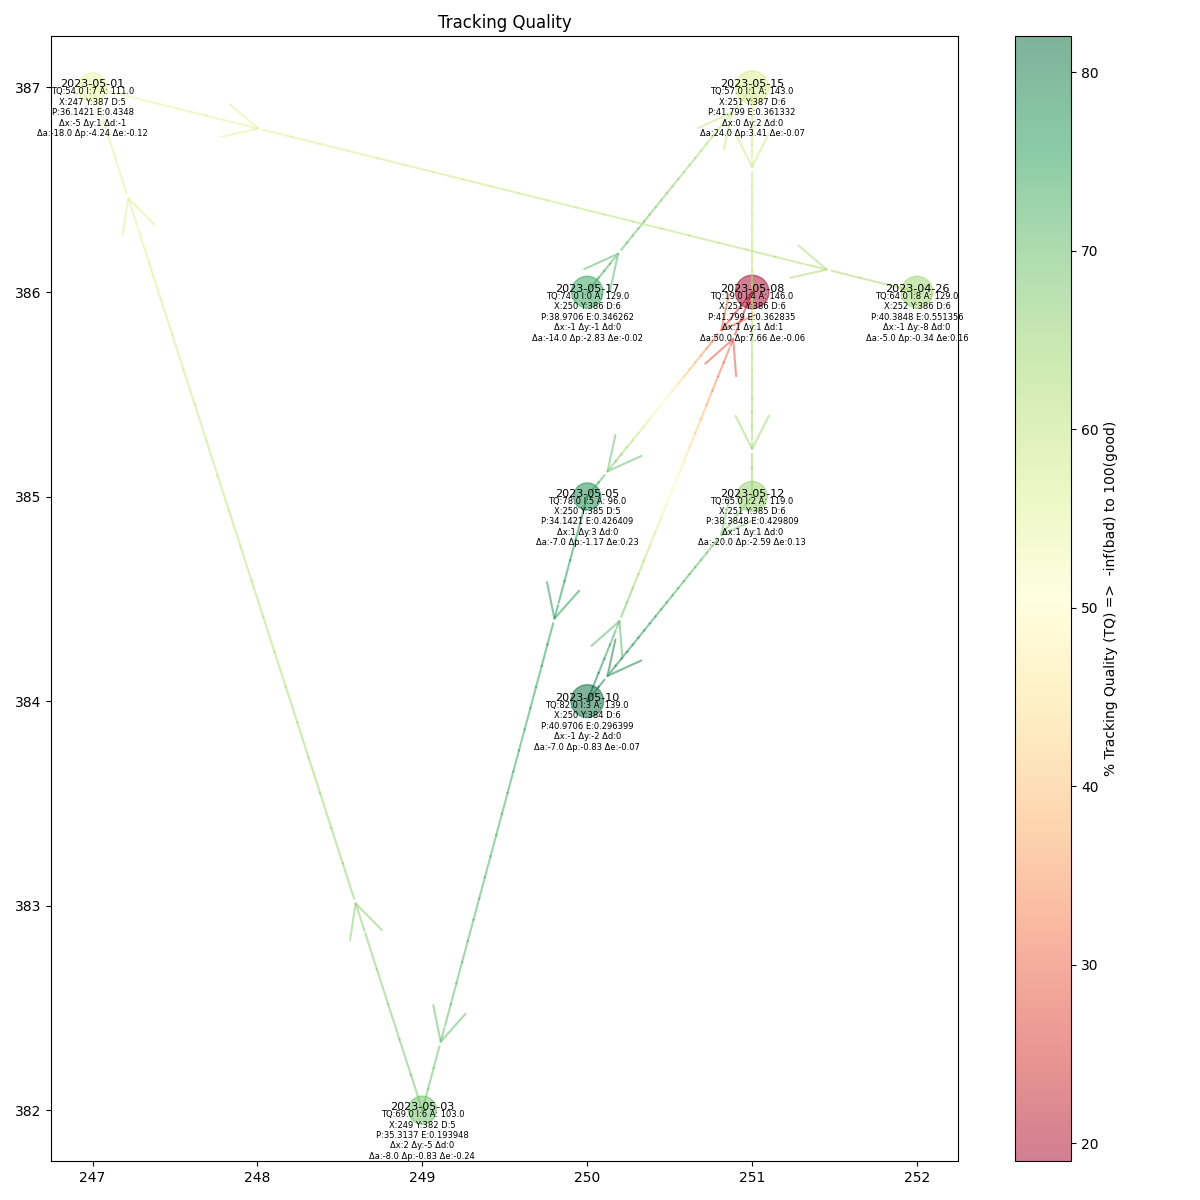 Tracking Quality
387
386
385
384
383
382
247
248
249
250
251
252
2023-05-01
TQ:54.0 I:7 A: 111.0
X:247 Y:387 D:5
P:36.1421 E:0.4348
Δx:-5 Δy:1 Δd:-1
Δa:-18.0 Δp:-4.24 Δe:-0.12
2023-05-15
TQ:57.0 I:1 A: 143.0
X:251 Y:387 D:6
P:41.799 E:0.361332
Δx:0 Δy:2 Δd:0
Δa:24.0 Δp:3.41 Δe:-0.07
2023-05-17
TQ:74.0 I:0 A: 129.0
X:250 Y:386 D:6
P:38.9706 E:0.346262
Δx:-1 Δy:-1 Δd:0
Δa:-14.0 Δp:-2.83 Δe:-0.02
2023-05-08
TQ:19.0 I:4 A: 146.0
X:251 Y:386 D:6
P:41.799 E:0.362835
Δx:1 Δy:1 Δd:1
Δa:50.0 Δp:7.66 Δe:-0.06
2023-04-26
TQ:64.0 I:8 A: 129.0
X:252 Y:386 D:6
P:40.3848 E:0.551356
Δx:-1 Δy:-8 Δd:0
Δa:-5.0 Δp:-0.34 Δe:0.16
2023-05-05
TQ:78.0 I:5 A: 96.0
X:250 Y:385 D:5
P:34.1421 E:0.426409
Δx:1 Δy:3 Δd:0
Δa:-7.0 Δp:-1.17 Δe:0.23
2023-05-12
TQ:65.0 I:2 A: 119.0
X:251 Y:385 D:6
P:38.3848 E:0.429809
Δx:1 Δy:1 Δd:0
Δa:-20.0 Δp:-2.59 Δe:0.13
2023-05-10
TQ:82.0 I:3 A: 139.0
X:250 Y:384 D:6
P:40.9706 E:0.296399
Δx:-1 Δy:-2 Δd:0
Δa:-7.0 Δp:-0.83 Δe:-0.07
2023-05-03
TQ:69.0 I:6 A: 103.0
X:249 Y:382 D:5
P:35.3137 E:0.193948
Δx:2 Δy:-5 Δd:0
Δa:-8.0 Δp:-0.83 Δe:-0.24
80
70
60
50
40
30
20
% Tracking Quality (TQ) =>  -inf(bad) to 100(good)